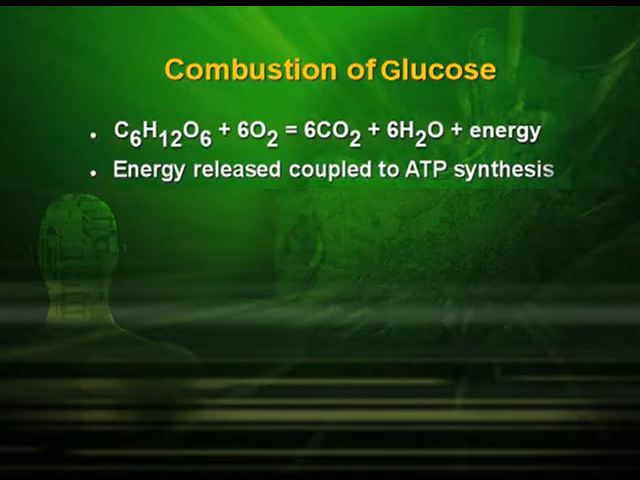 Combustion of Glucose
• C₆H₁₂O₆ + 6O₂ = 6CO₂ + 6H₂O + energy
• Energy released coupled to ATP synthesis